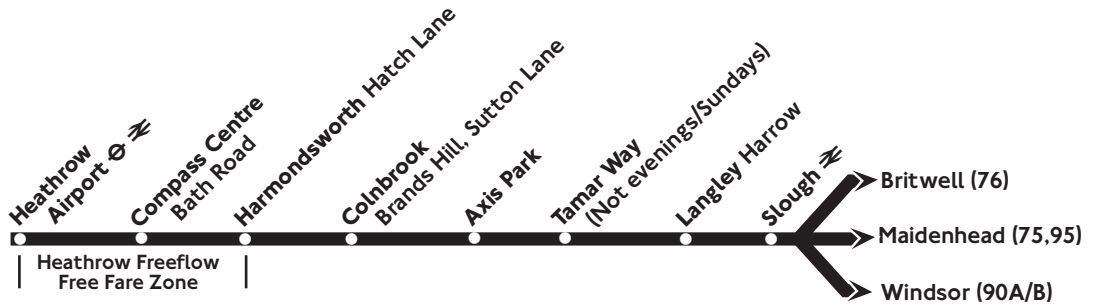 Heathrow
Airport
Compass Centre
Bath Road
Harmondsworth Hatch Lane
Colnbrook
Brands Hill, Sutton Lane
Axis Park
Tamar Way
(Not evenings/Sundays)
Langley Harrow
Slough
Britwell (76)
Maidenhead (75,95)
Windsor (90A/B)
Heathrow Freeflow
Free Fare Zone